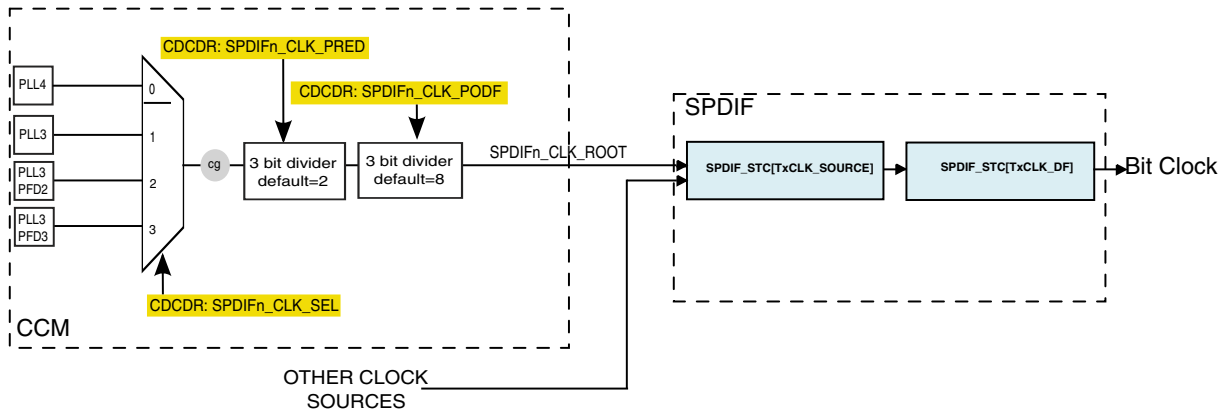 CDCDR: SPDIFn_CLK_PRED
CDCDR: SPDIFn_CLK_PODF
PLL4
PLL3
PLL3
PFD2
PLL3
PFD3
0
1
2
3
cg
3 bit divider
default=2
3 bit divider
default=8
SPDIFn_CLK_ROOT
CDCDR: SPDIFn_CLK_SEL
CCM
OTHER CLOCK
SOURCES
SPDIF
SPDIF_STC[TxCLK_SOURCE]
SPDIF_STC[TxCLK_DF]
Bit Clock